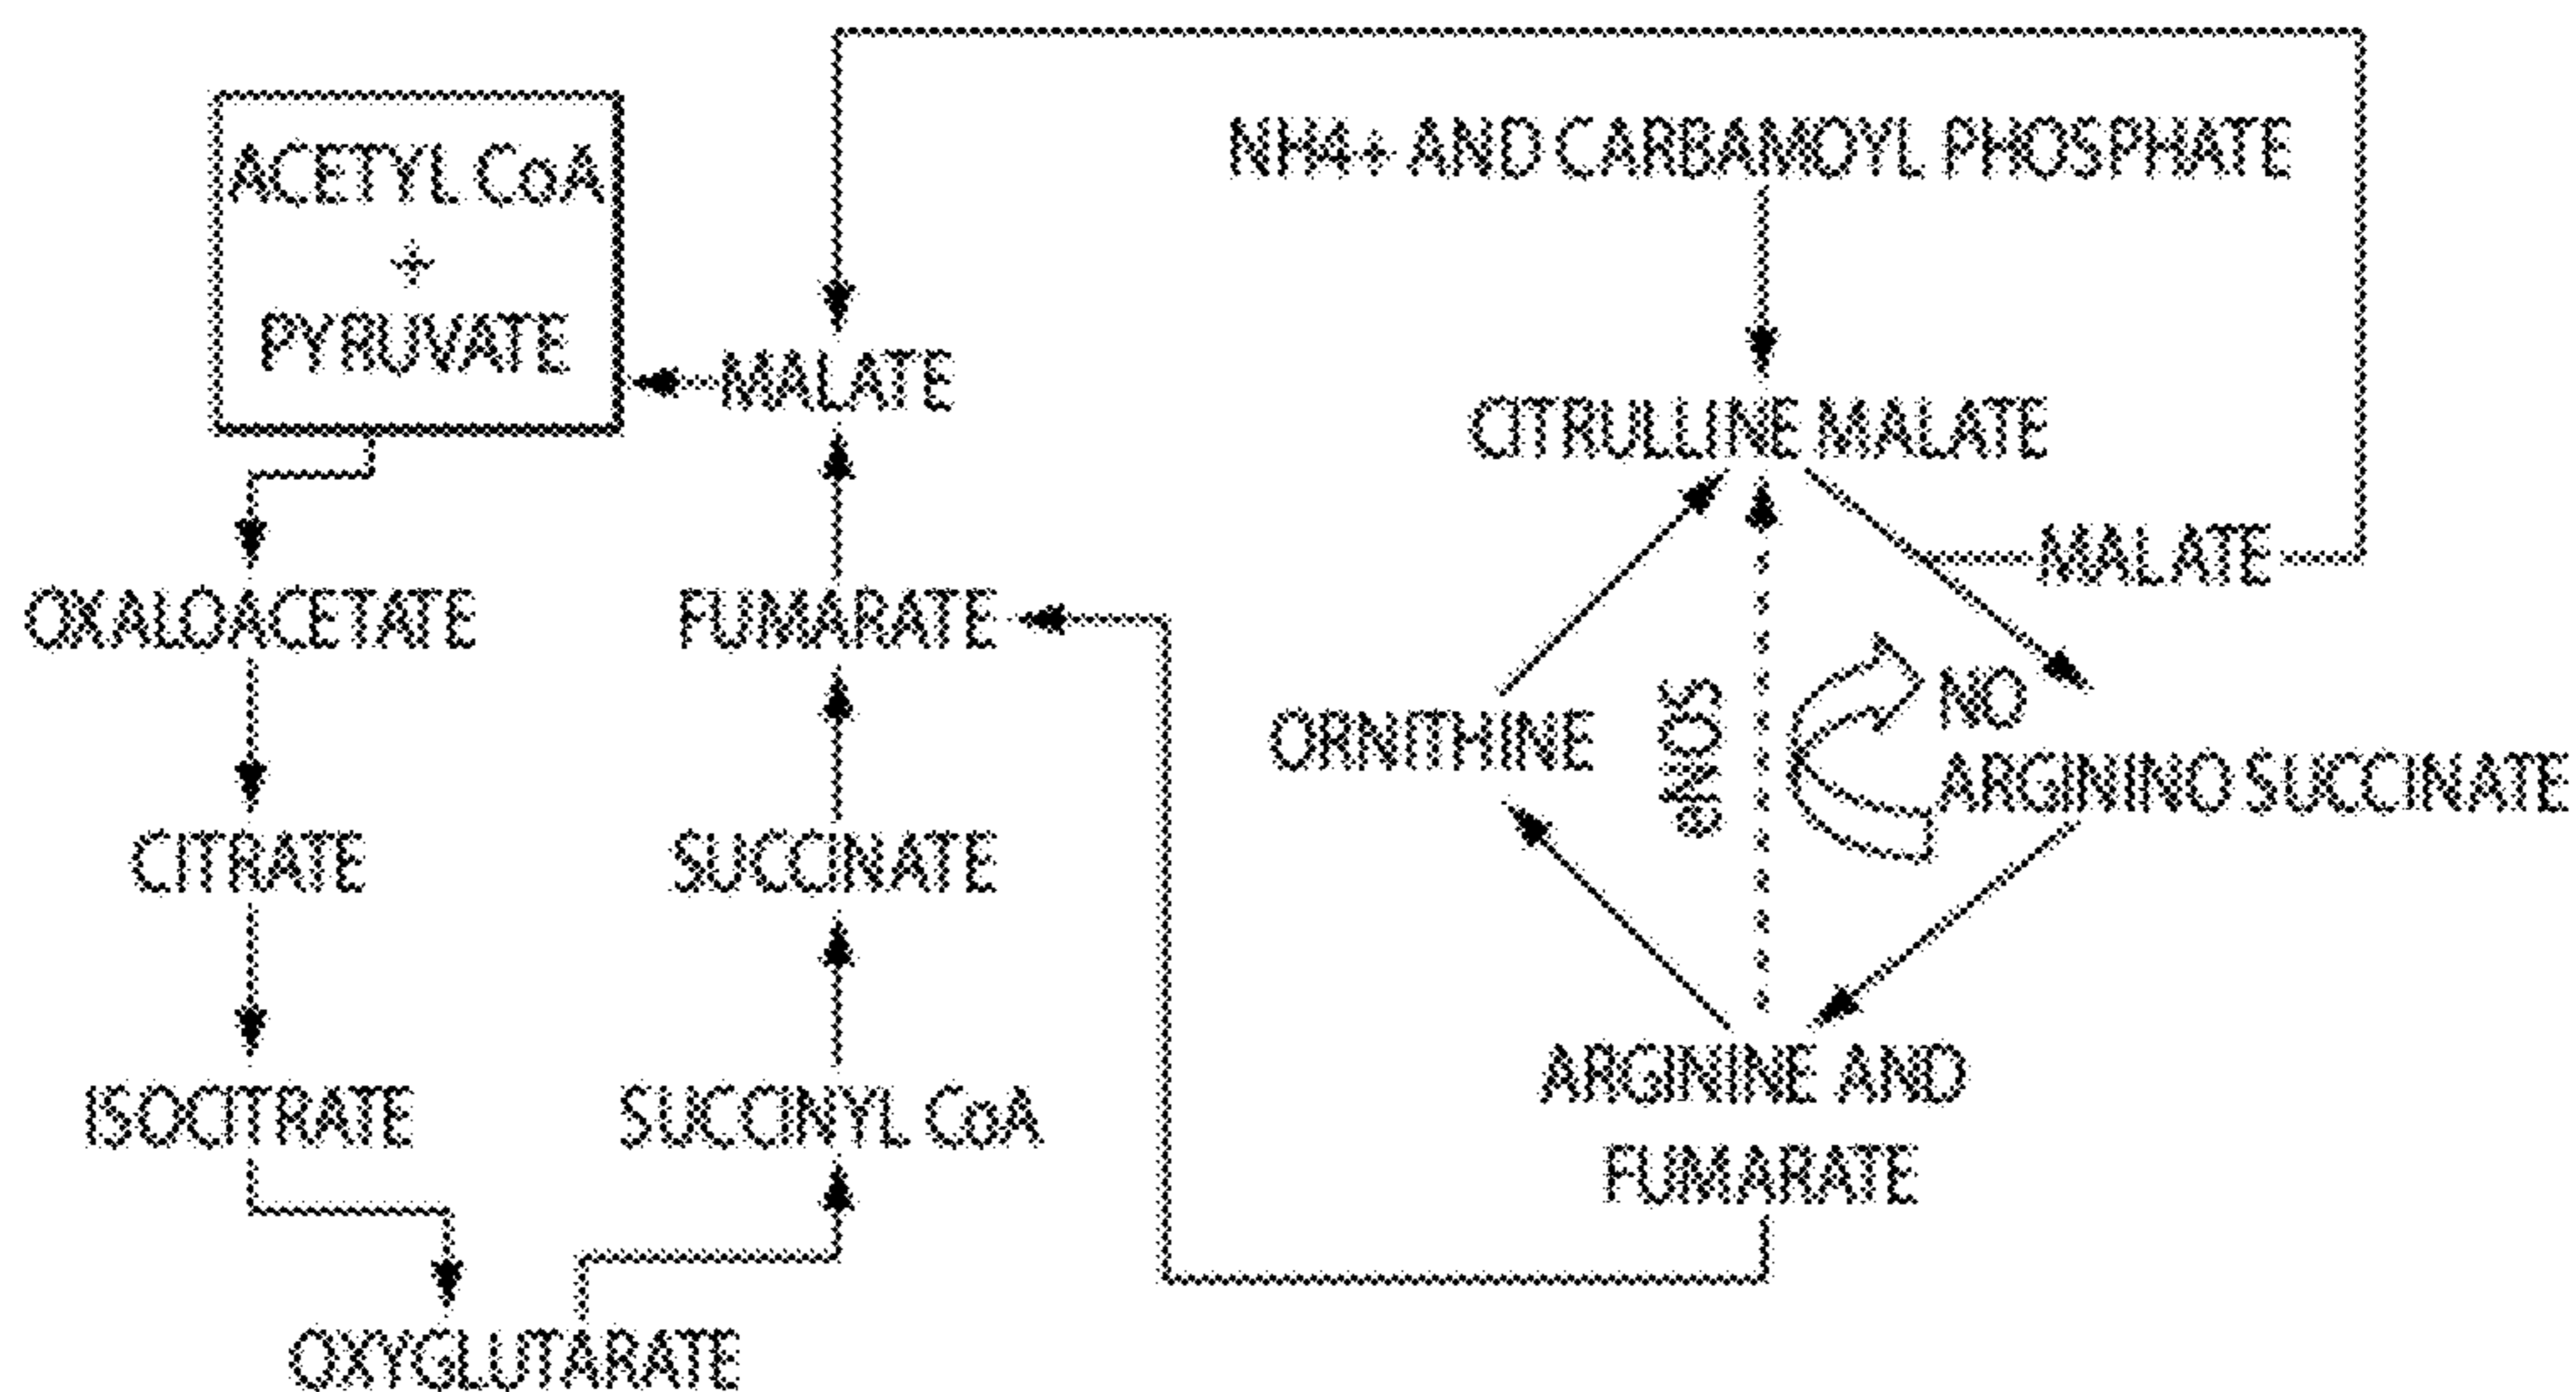 ACETYL CoA
+
PYRUVATE
NH4+ AND CARBAMOYL PHOSPHATE
MALATE
CITRULLINE MALATE
MALATE
OXALOACETATE
FUMARATE
ORNITHINE
eNOS
NO
ARGININO SUCCINATE
CITRATE
SUCCINATE
ISOCITRATE
SUCCINYL CoA
ARGININE AND
FUMARATE
OXYGLUTARATE